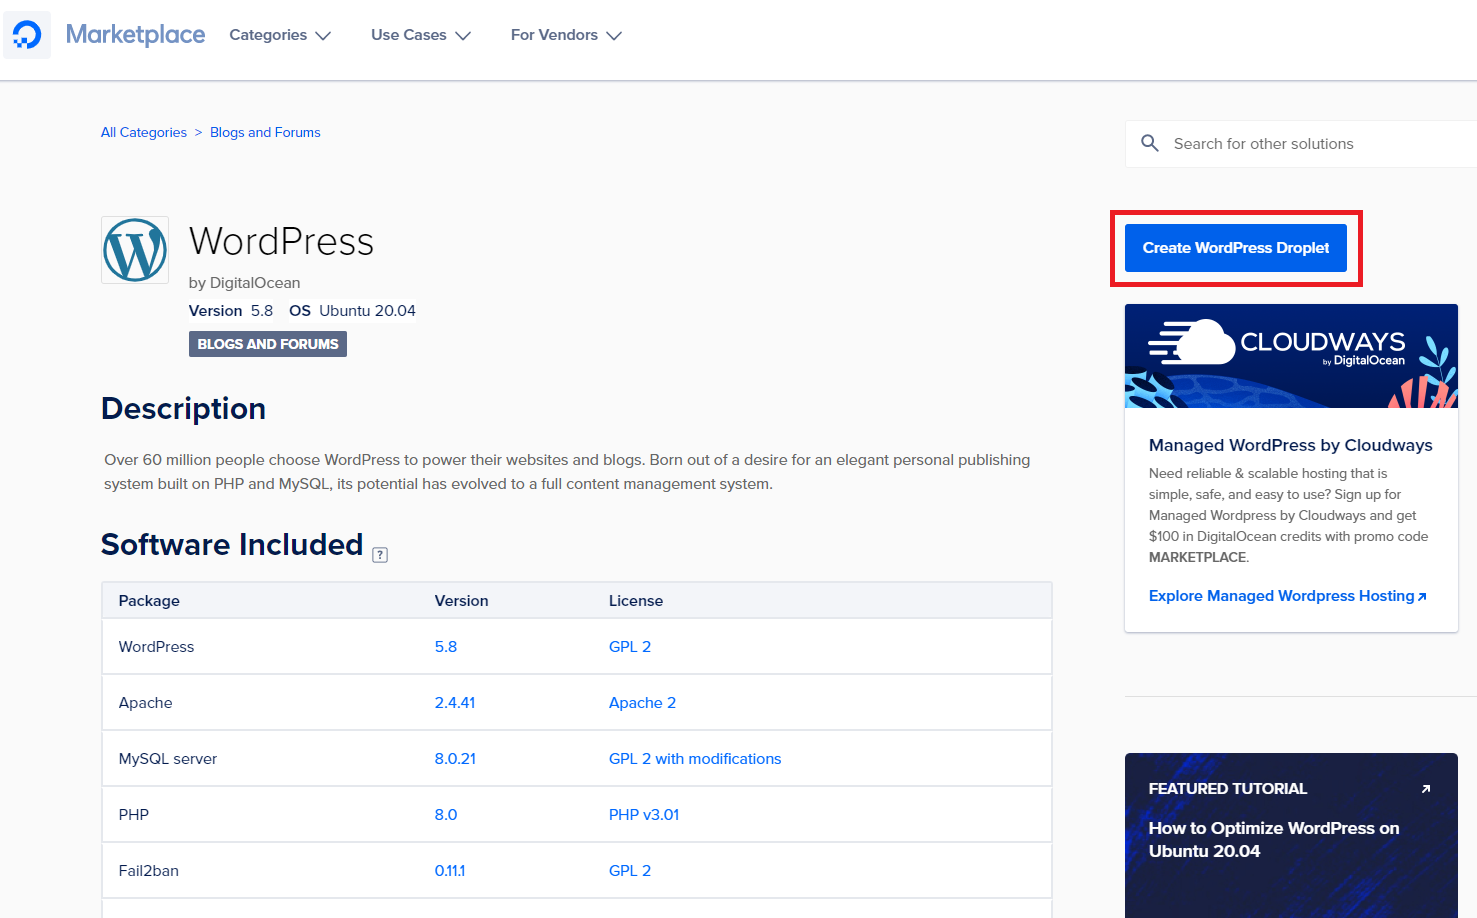 Marketplace
Categories
Use Cases
For Vendors
All Categories > Blogs and Forums
Search for other solutions
WordPress
by DigitalOcean
Version 5.8 OS Ubuntu 20.04
BLOGS AND FORUMS
Create WordPress Droplet
CLOUDWAYS
by DigitalOcean
Managed WordPress by Cloudways
Need reliable & scalable hosting that is
simple, safe, and easy to use? Sign up for
Managed Wordpress by Cloudways and get
$100 in DigitalOcean credits with promo code
MARKETPLACE.
Explore Managed Wordpress Hosting
Description
Over 60 million people choose WordPress to power their websites and blogs. Born out of a desire for an elegant personal publishing
system built on PHP and MySQL, its potential has evolved to a full content management system.
Software Included ?
Package Version License
WordPress 5.8 GPL 2
Apache 2.4.41 Apache 2
MySQL server 8.0.21 GPL 2 with modifications
PHP 8.0 PHP v3.01
Fail2ban 0.11.1 GPL 2
FEATURED TUTORIAL
How to Optimize WordPress on
Ubuntu 20.04